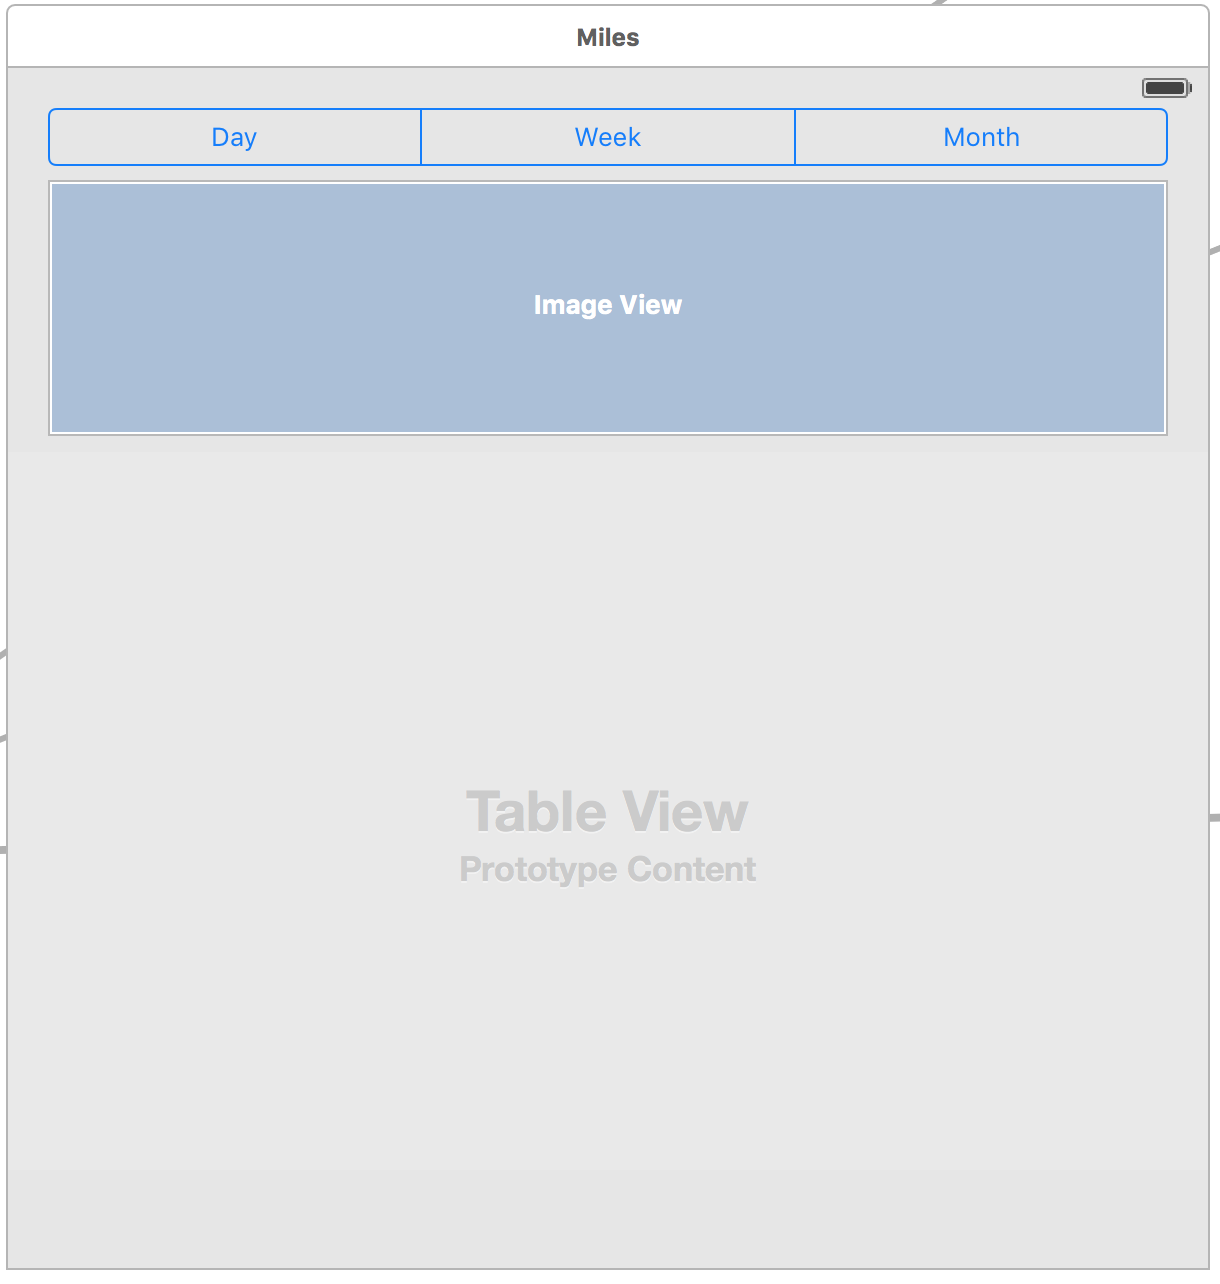 Miles
Day Week Month
Image View
Table View
Prototype Content